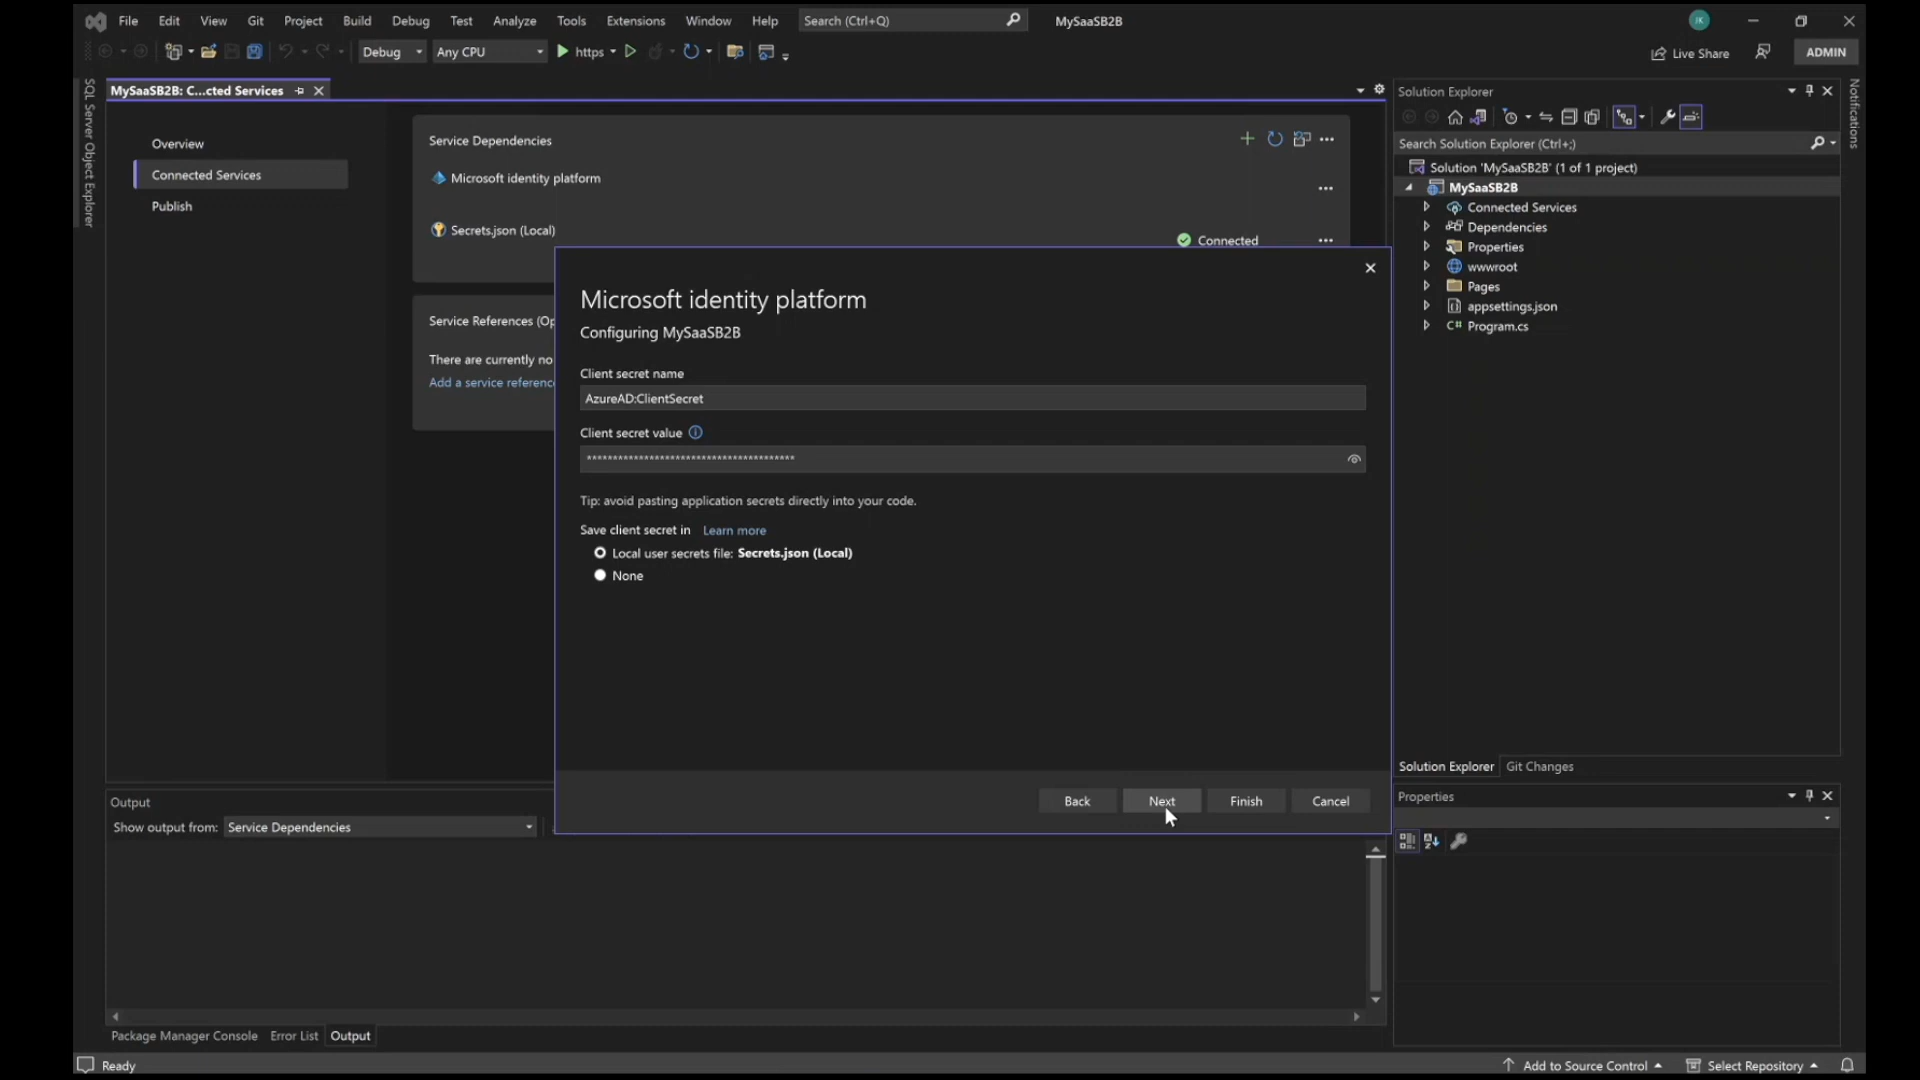 File Edit View Git Project Build Debug Test Analyze Tools Extensions Window Help Search (Ctrl+Q) MySaaSB2B JK
Debug Any CPU https Live Share ADMIN
SQL Server Object Explorer
MySaaSB2B: C...cted Services
Overview
Connected Services
Publish
Service Dependencies
Microsoft identity platform
Secrets.json (Local)
Connected
Service References (Op
There are currently no
Add a service reference
Microsoft identity platform
Configuring MySaaSB2B
Client secret name
AzureAD:ClientSecret
Client secret value
****************************************
Tip: avoid pasting application secrets directly into your code.
Save client secret in Learn more
Local user secrets file: Secrets.json (Local)
None
Back Next Finish Cancel
Solution Explorer
Search Solution Explorer (Ctrl+;)
Solution 'MySaaSB2B' (1 of 1 project)
MySaaSB2B
Connected Services
Dependencies
Properties
wwwroot
Pages
appsettings.json
C# Program.cs
Solution Explorer Git Changes
Properties
Notifications
Output
Show output from: Service Dependencies
Package Manager Console Error List Output
Ready Add to Source Control Select Repository